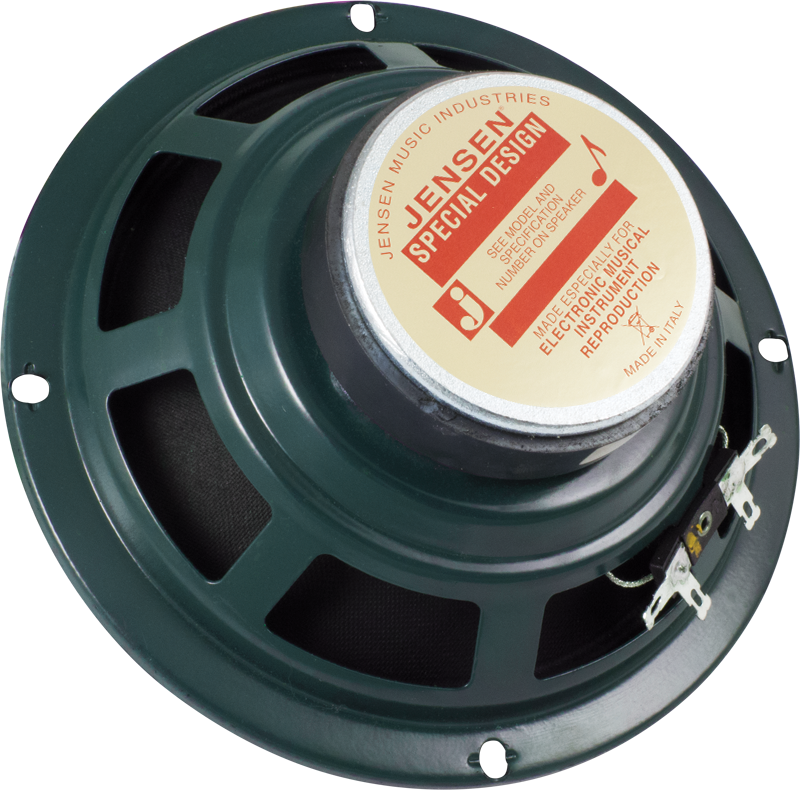 JENSEN MUSIC INDUSTRIES
JENSEN®
SPECIAL DESIGN
SEE MODEL AND
SPECIFICATION
NUMBER ON SPEAKER
j
MADE ESPECIALLY FOR
ELECTRONIC MUSICAL
INSTRUMENT
REPRODUCTION
MADE IN ITALY